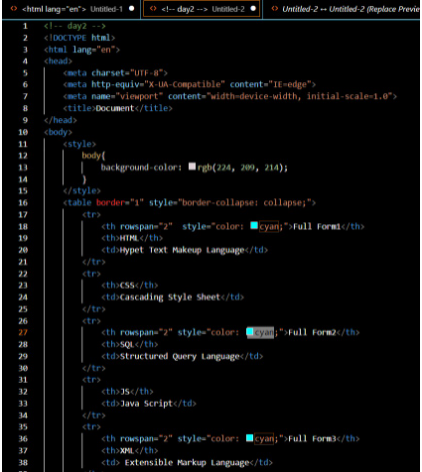 <html lang="en"> Untitled-1 ● <!-- day2 --> Untitled-2 ● Untitled-2 ↔ Untitled-2 (Replace Previe
1 <!-- day2 -->
2 <!DOCTYPE html>
3 <html lang="en">
4 <head>
5 <meta charset="UTF-8">
6 <meta http-equiv="X-UA-Compatible" content="IE=edge">
7 <meta name="viewport" content="width=device-width, initial-scale=1.0">
8 <title>Document</title>
9 </head>
10 <body>
11 <style>
12 body{
13 background-color: rgb(224, 209, 214);
14 }
15 </style>
16 <table border="1" style="border-collapse: collapse;">
17 <tr>
18 <th rowspan="2"  style="color: cyan;">Full Form1</th>
19 <th>HTML</th>
20 <td>Hypet Text Makeup Language</td>
21 </tr>
22 <tr>
23 <th>CSS</th>
24 <td>Cascading Style Sheet</td>
25 </tr>
26 <tr>
27 <th rowspan="2" style="color: cyan;">Full Form2</th>
28 <th>SQL</th>
29 <td>Structured Query Language</td>
30 </tr>
31 <tr>
32 <th>JS</th>
33 <td>Java Script</td>
34 </tr>
35 <tr>
36 <th rowspan="2" style="color: cyan;">Full Form3</th>
37 <th>XML</th>
38 <td> Extensible Markup Language</td>